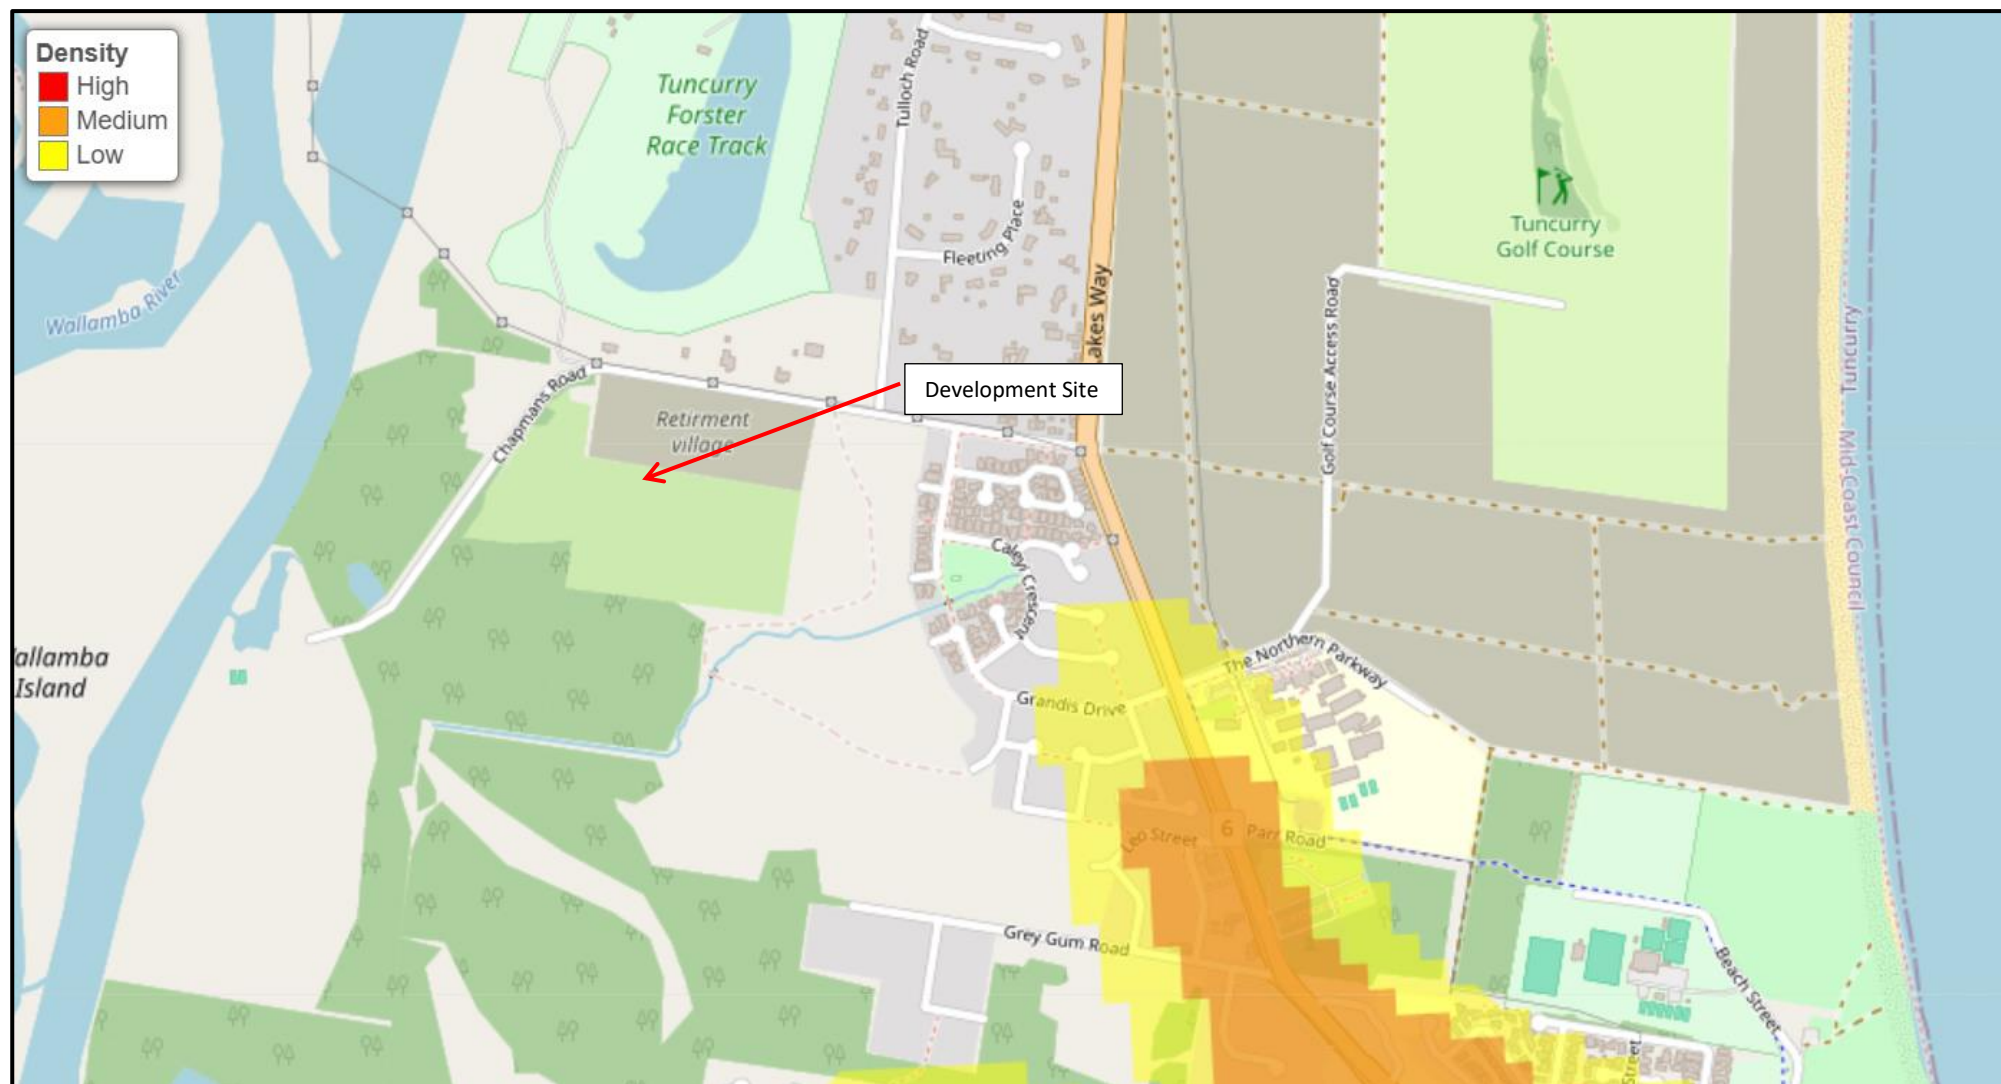 Density
High
Medium
Low
Tuncurry
Forster
Race Track
Tulloch Road
Fleeting Place
akes Way
Tuncurry
Golf Course
Golf Course Access Road
Wallamba River
Chapmans Road
Retirment
village
Development Site
Tuncurry
Mid-Coast Council
Caleyi Crescent
The Northern Parkway
Grandis Drive
allamba
Island
Leo Street
6
Parr Road
Grey Gum Road
Beach Street
Street